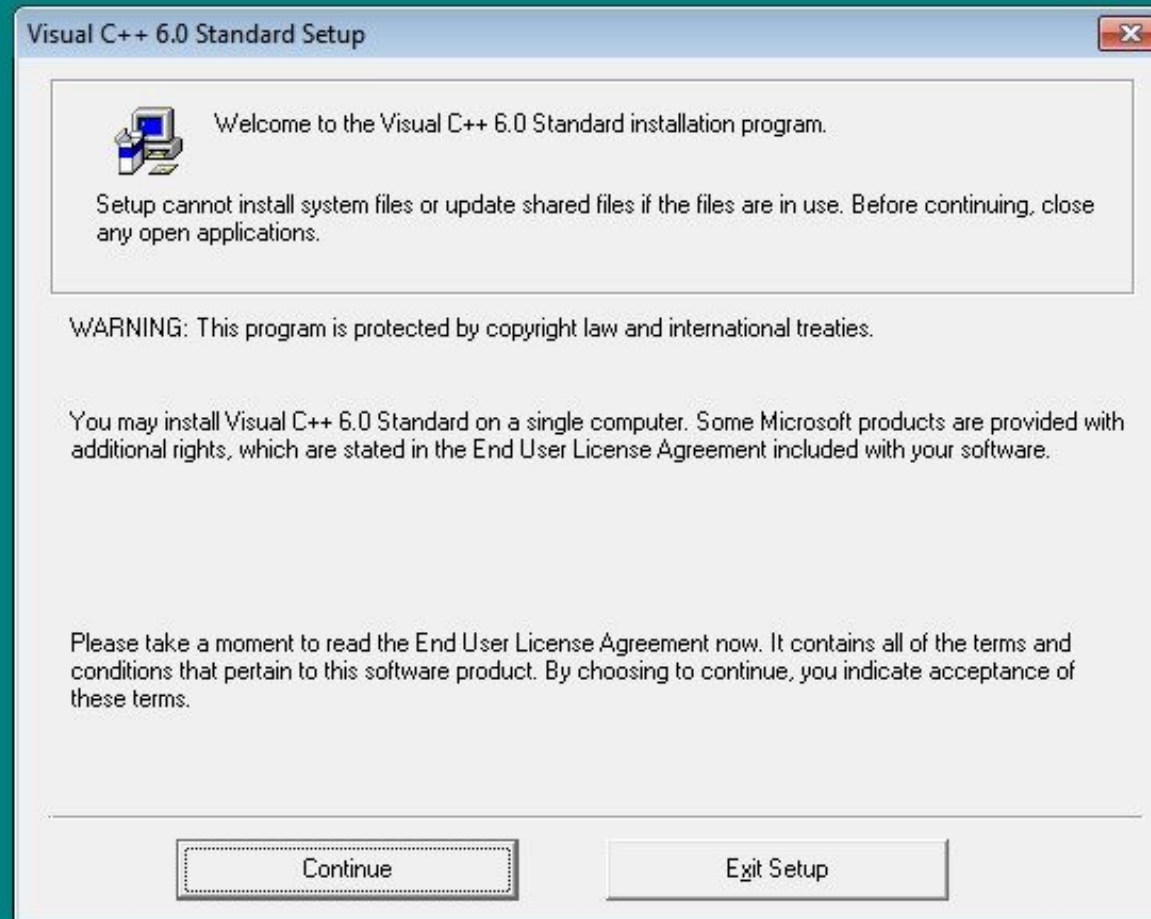 Visual C++ 6.0 Standard Setup
Welcome to the Visual C++ 6.0 Standard installation program.
Setup cannot install system files or update shared files if the files are in use. Before continuing, close
any open applications.
WARNING: This program is protected by copyright law and international treaties.
You may install Visual C++ 6.0 Standard on a single computer. Some Microsoft products are provided with
additional rights, which are stated in the End User License Agreement included with your software.
Please take a moment to read the End User License Agreement now. It contains all of the terms and
conditions that pertain to this software product. By choosing to continue, you indicate acceptance of
these terms.
Continue
Exit Setup